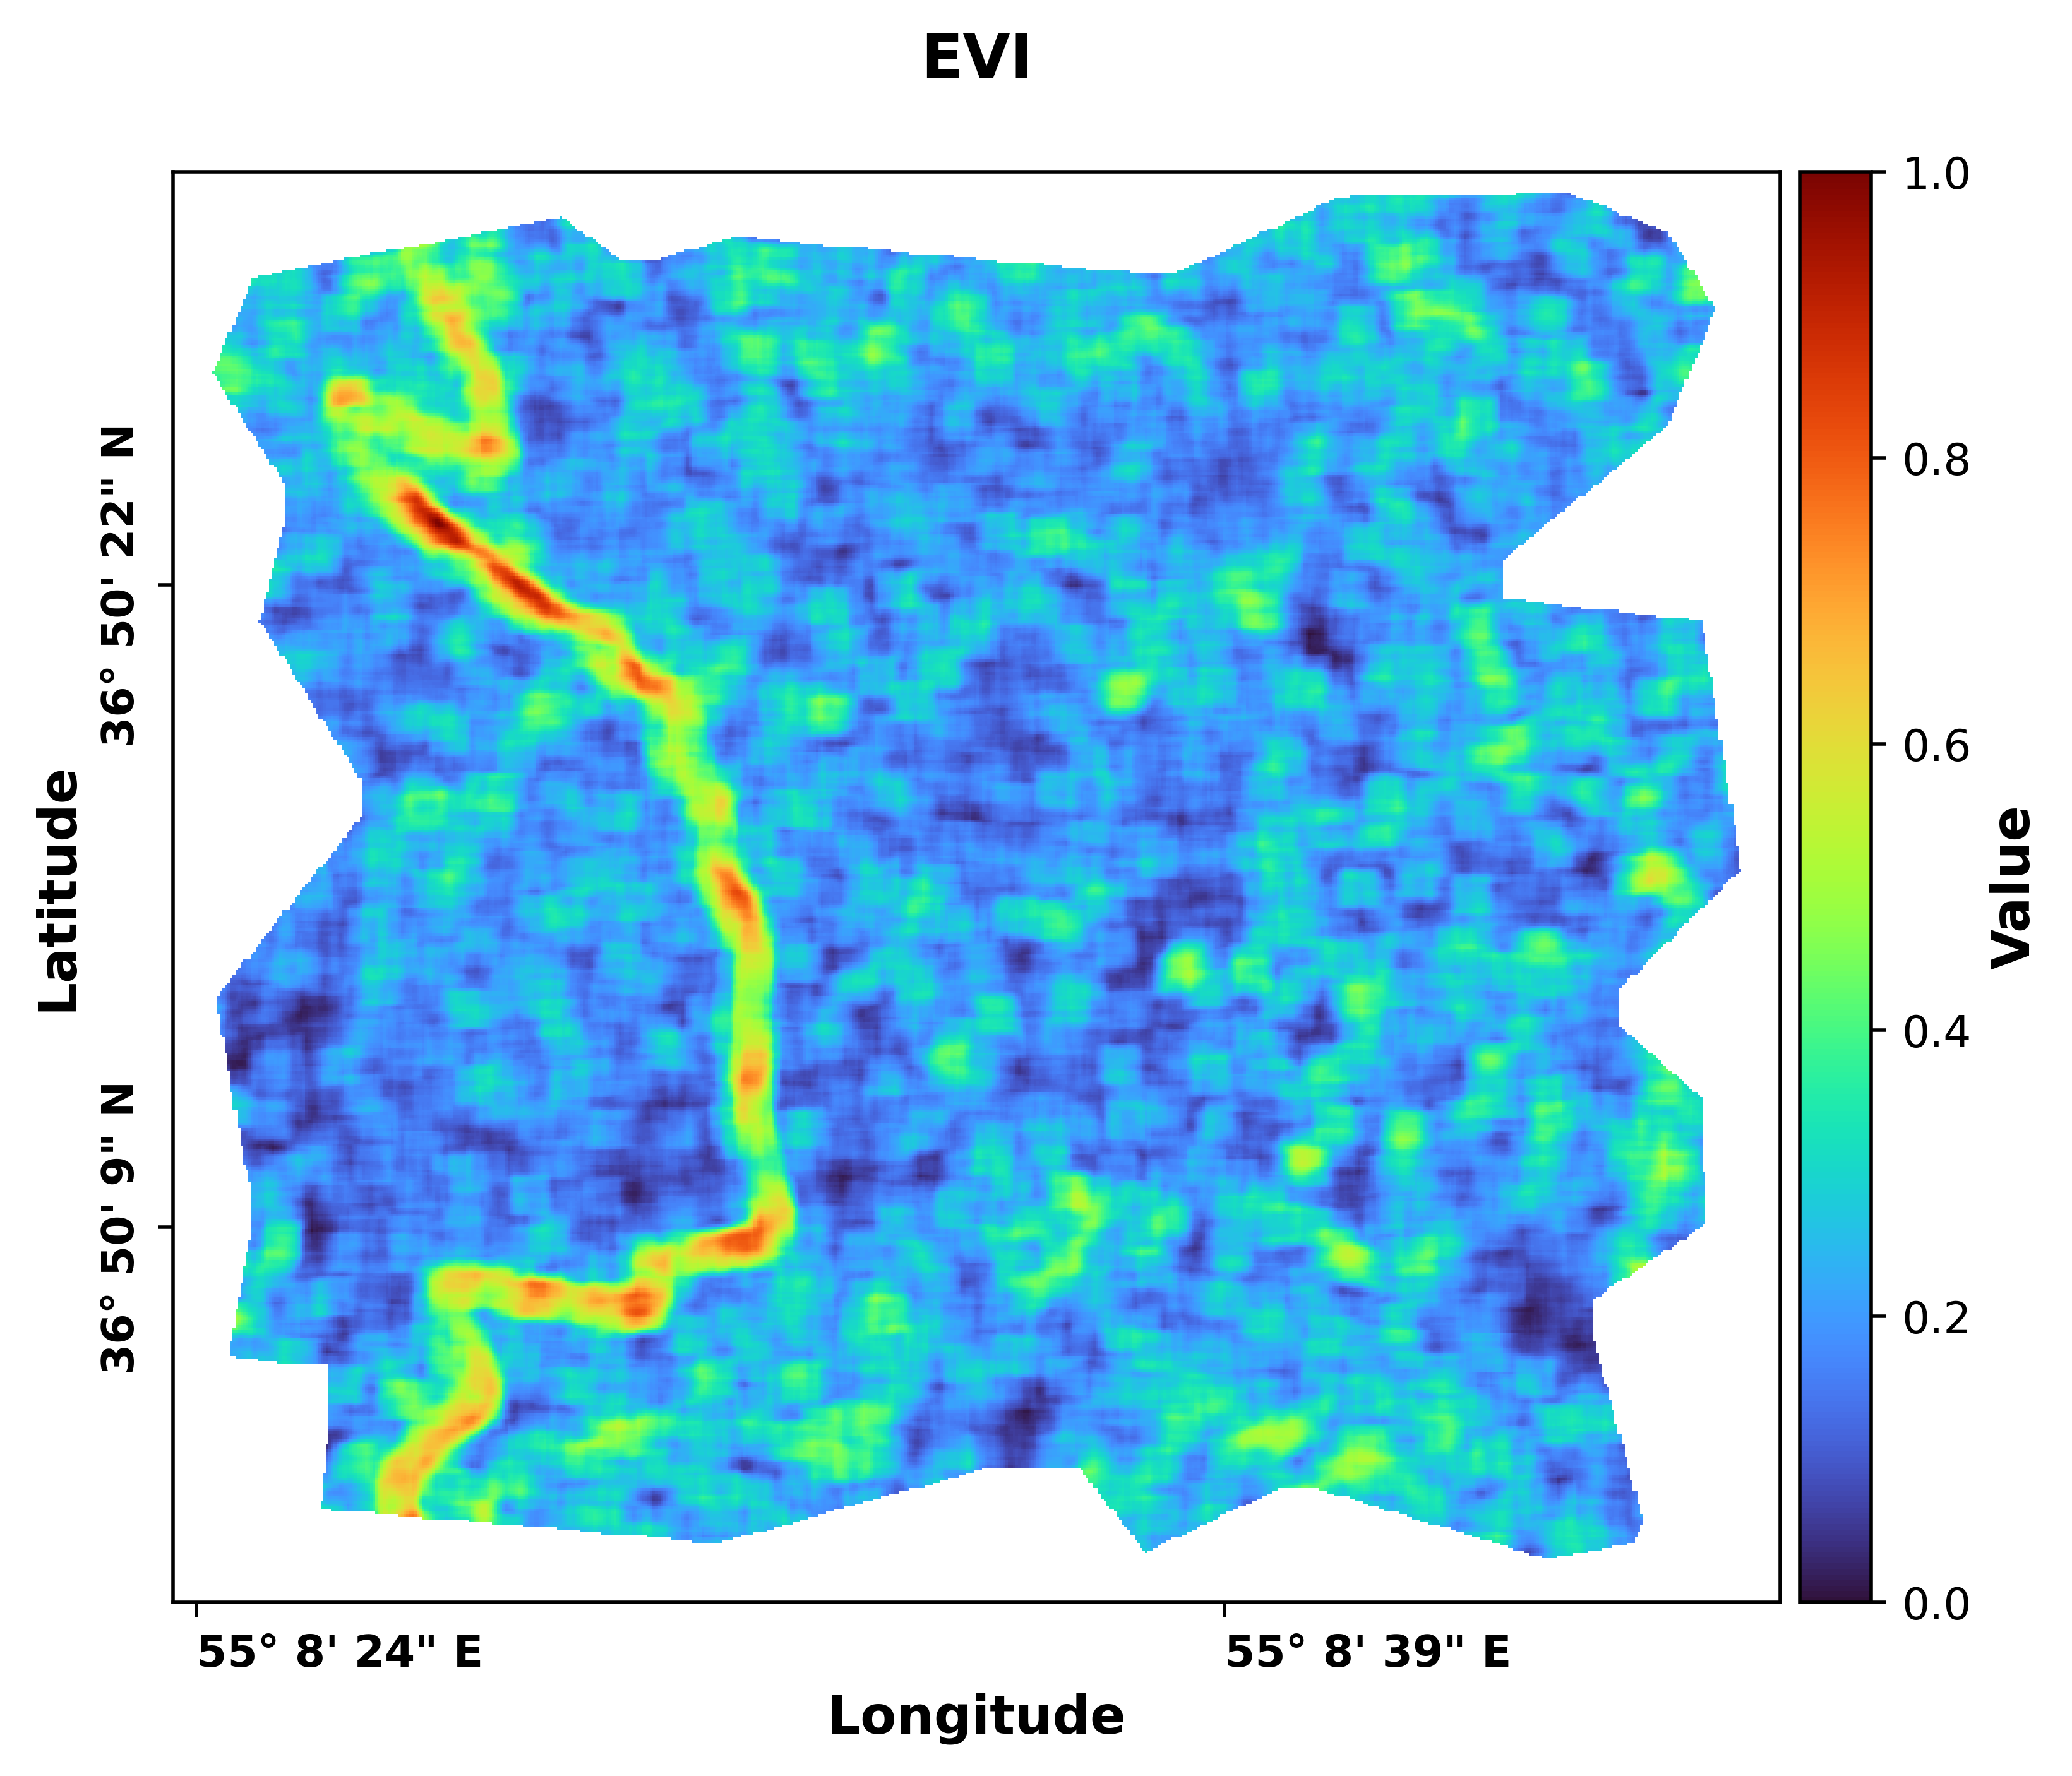 EVI
1.0
0.8
0.6
0.4
0.2
0.0
Value
Latitude
36° 50' 22" N
36° 50' 9" N
55° 8' 24" E
55° 8' 39" E
Longitude